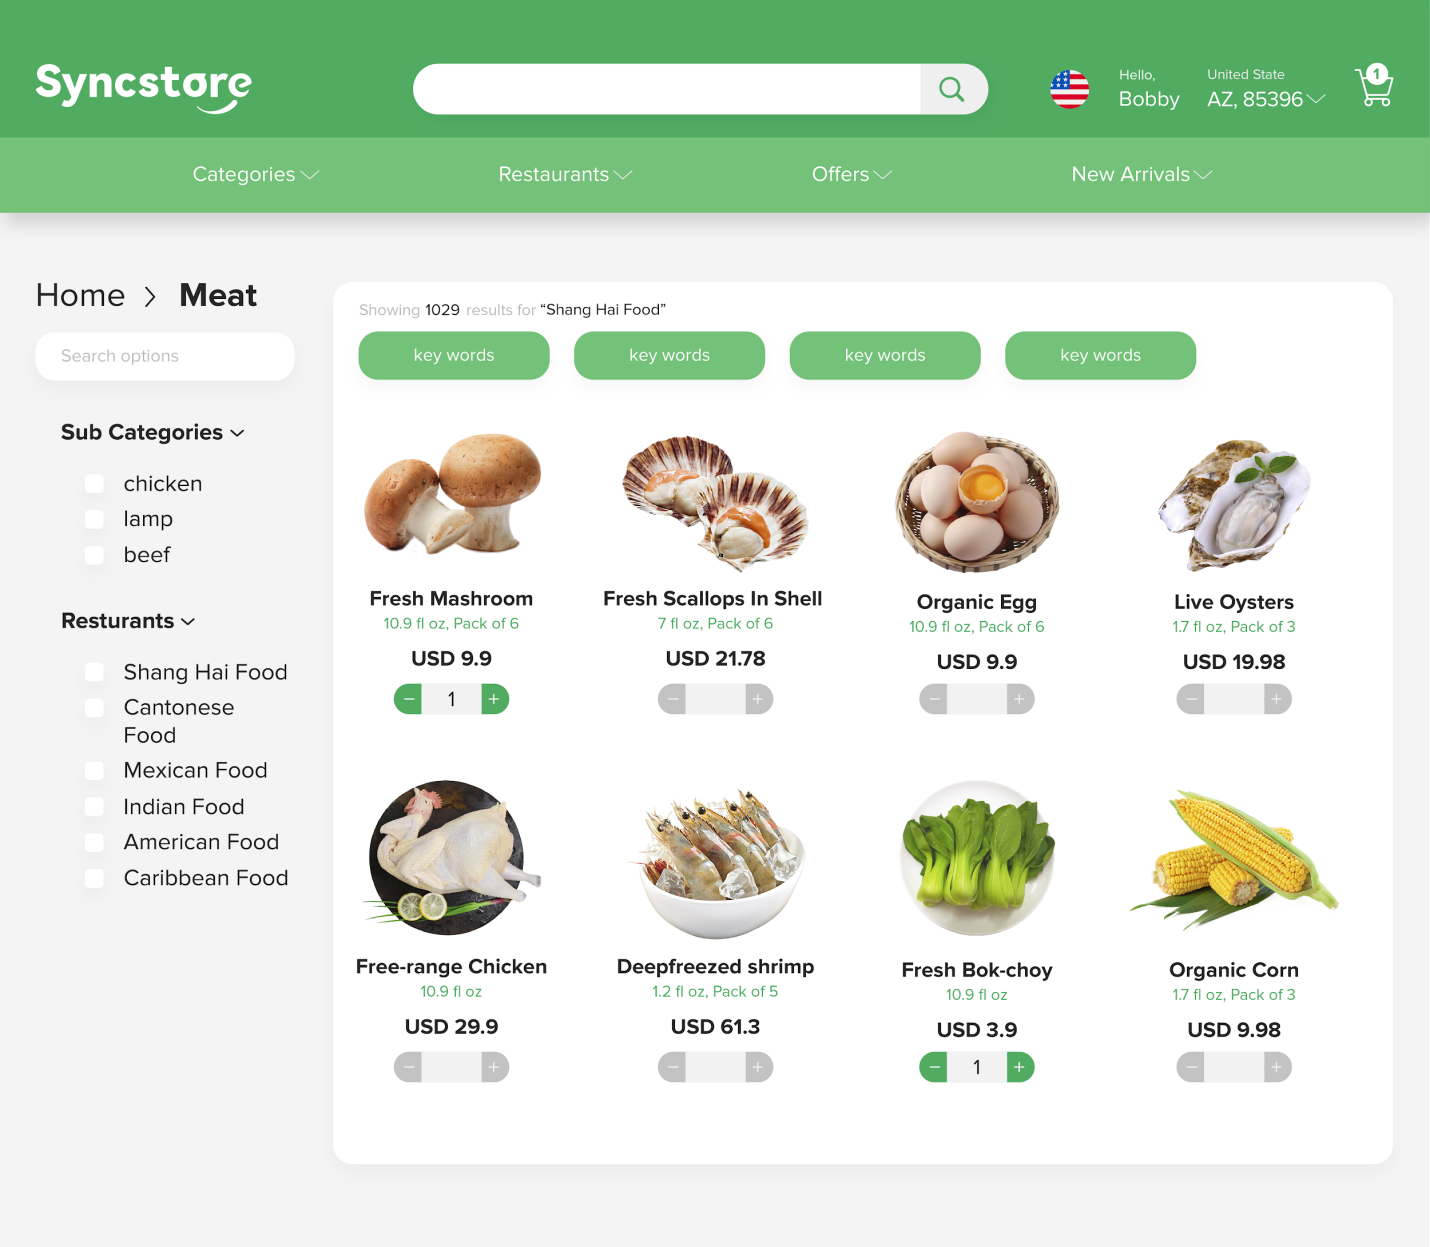 Syncstore
Hello,
Bobby
United State
AZ, 85396
1
Categories
Restaurants
Offers
New Arrivals
Home > Meat
Search options
Sub Categories
chicken
lamp
beef
Resturants
Shang Hai Food
Cantonese
Food
Mexican Food
Indian Food
American Food
Caribbean Food
Showing 1029 results for “Shang Hai Food”
key words
key words
key words
key words
Fresh Mashroom
10.9 fl oz, Pack of 6
USD 9.9
− 1 +
Fresh Scallops In Shell
7 fl oz, Pack of 6
USD 21.78
− +
Organic Egg
10.9 fl oz, Pack of 6
USD 9.9
− +
Live Oysters
1.7 fl oz, Pack of 3
USD 19.98
− +
Free-range Chicken
10.9 fl oz
USD 29.9
− +
Deepfreezed shrimp
1.2 fl oz, Pack of 5
USD 61.3
− +
Fresh Bok-choy
10.9 fl oz
USD 3.9
− 1 +
Organic Corn
1.7 fl oz, Pack of 3
USD 9.98
− +